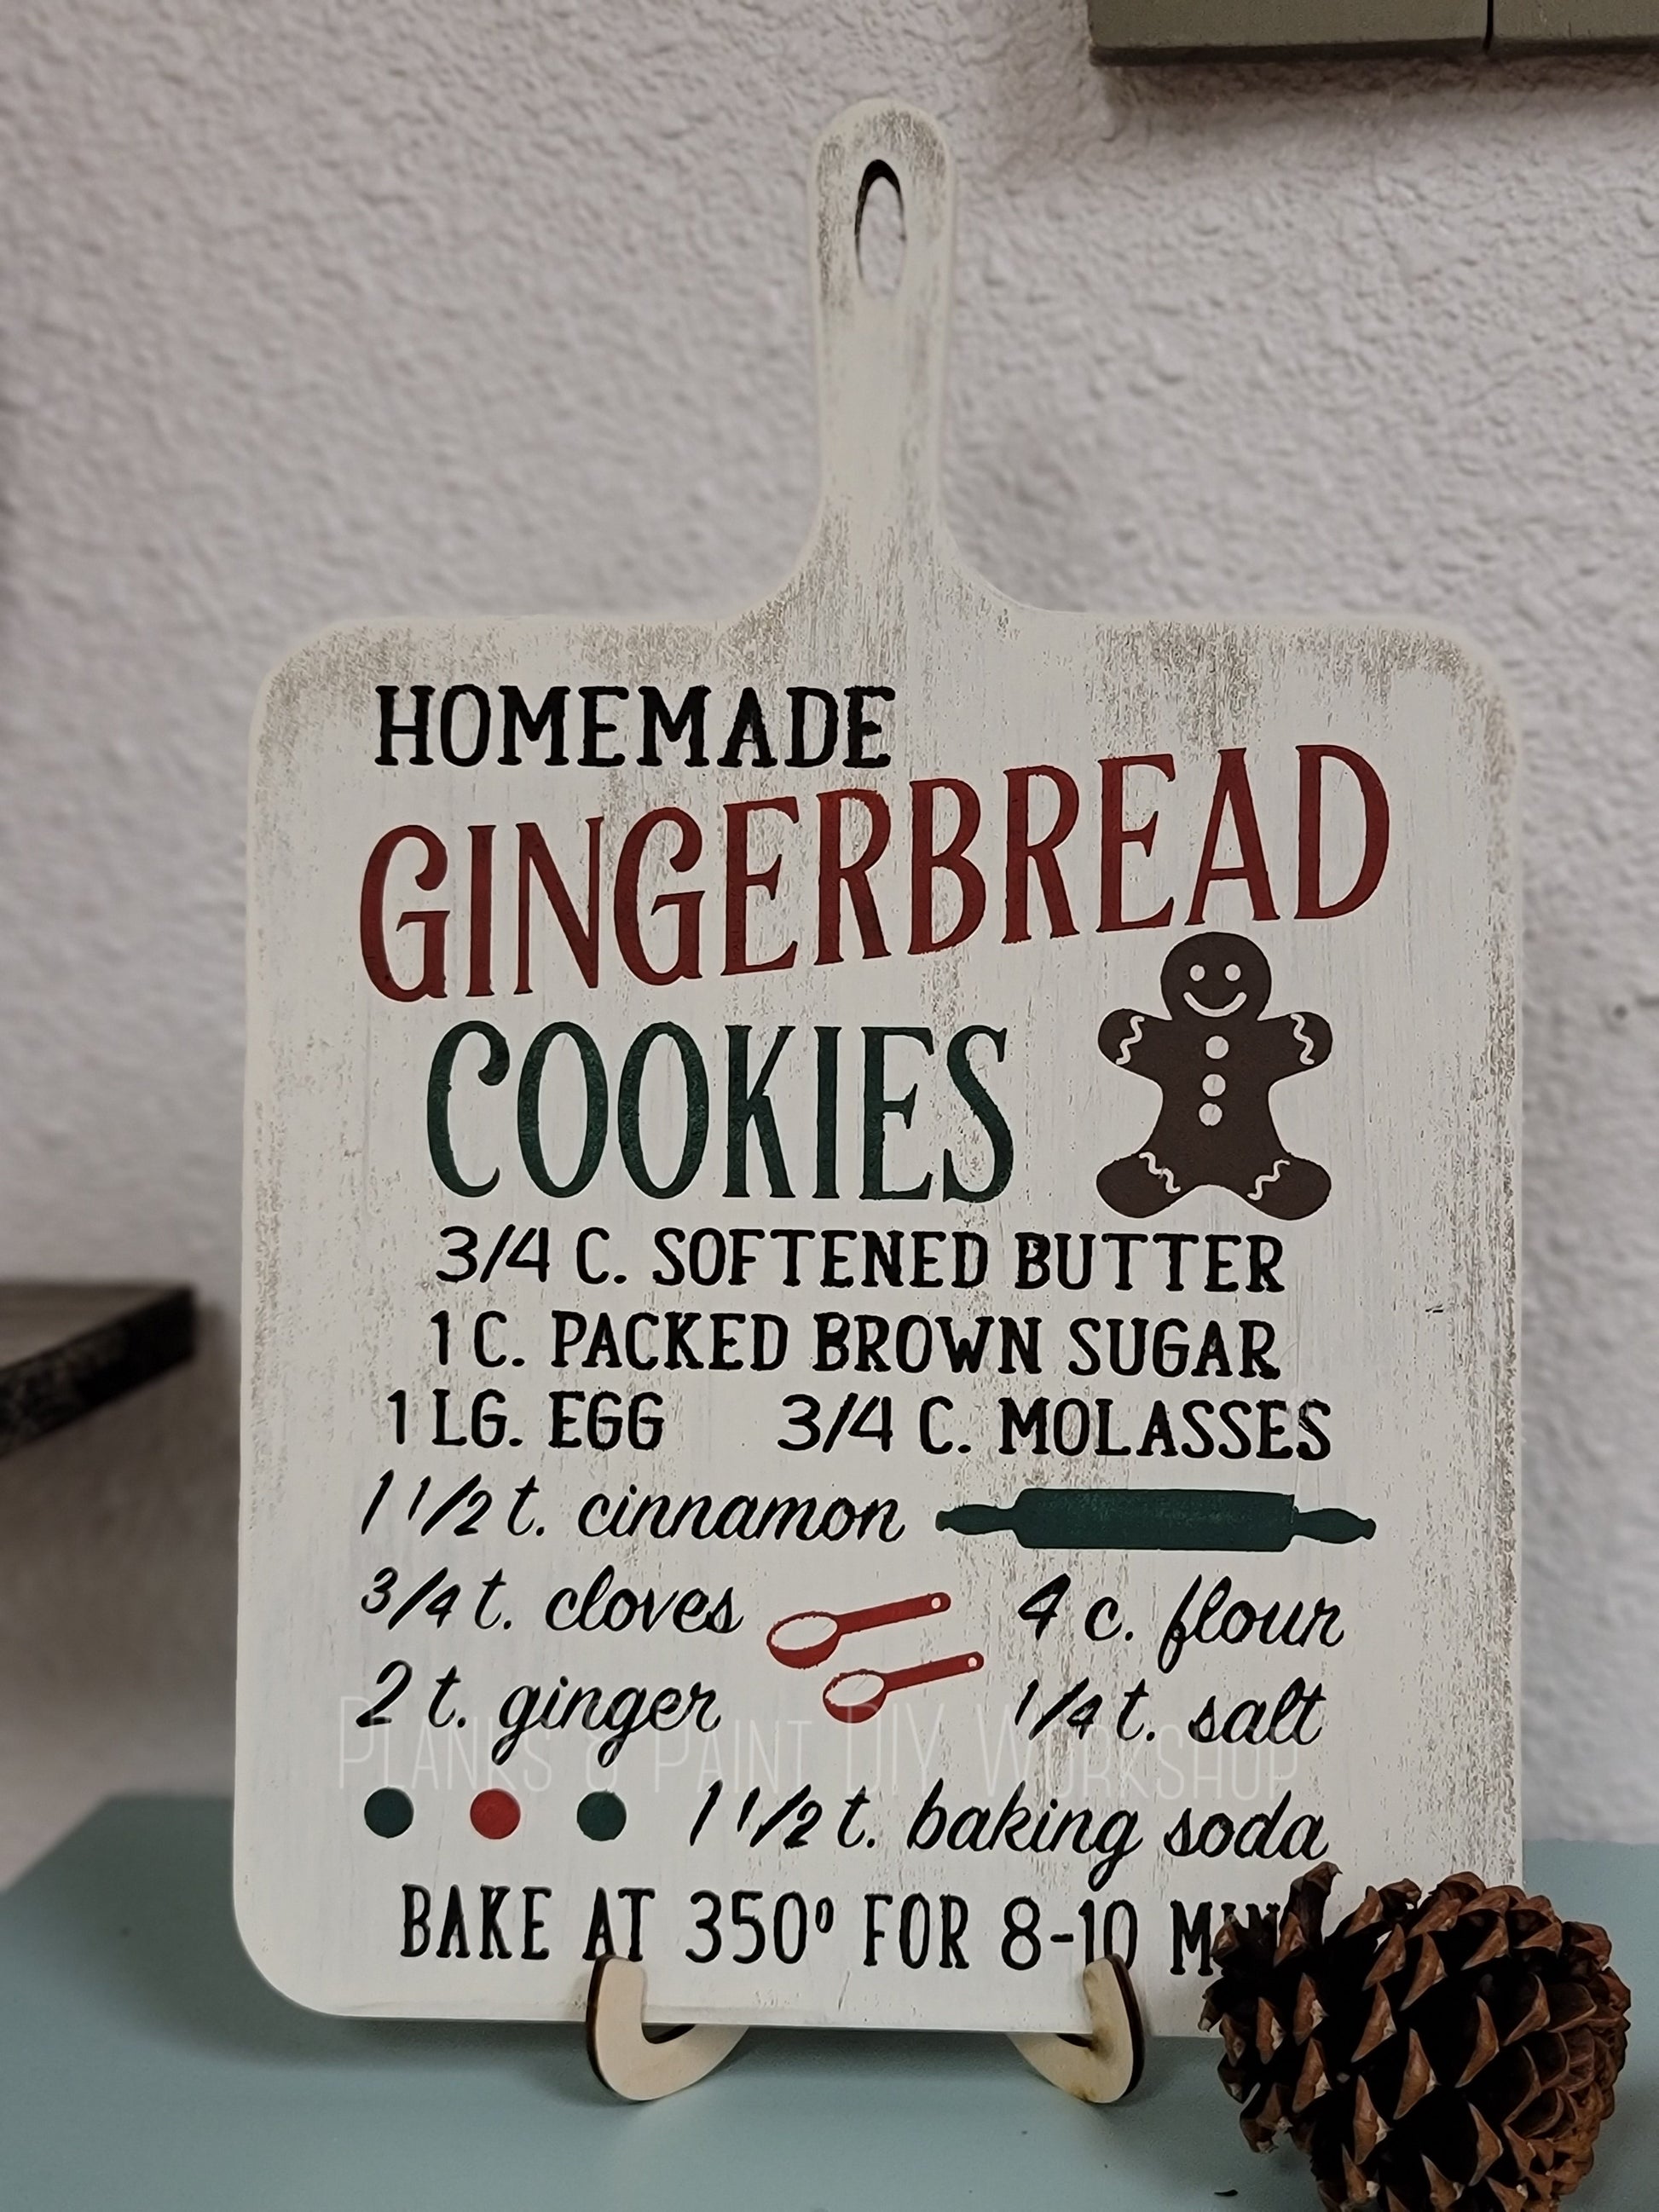 HOMEMADE
GINGERBREAD
COOKIES
3/4 C. SOFTENED BUTTER
1 C. PACKED BROWN SUGAR
1 LG. EGG 3/4 C. MOLASSES
1 1/2 t. cinnamon
3/4 t. cloves 4 c. flour
2 t. ginger 1/4 t. salt
PLANKS & PAINT DIY WORKSHOP
1 1/2 t. baking soda
BAKE AT 350º FOR 8-10 MIN